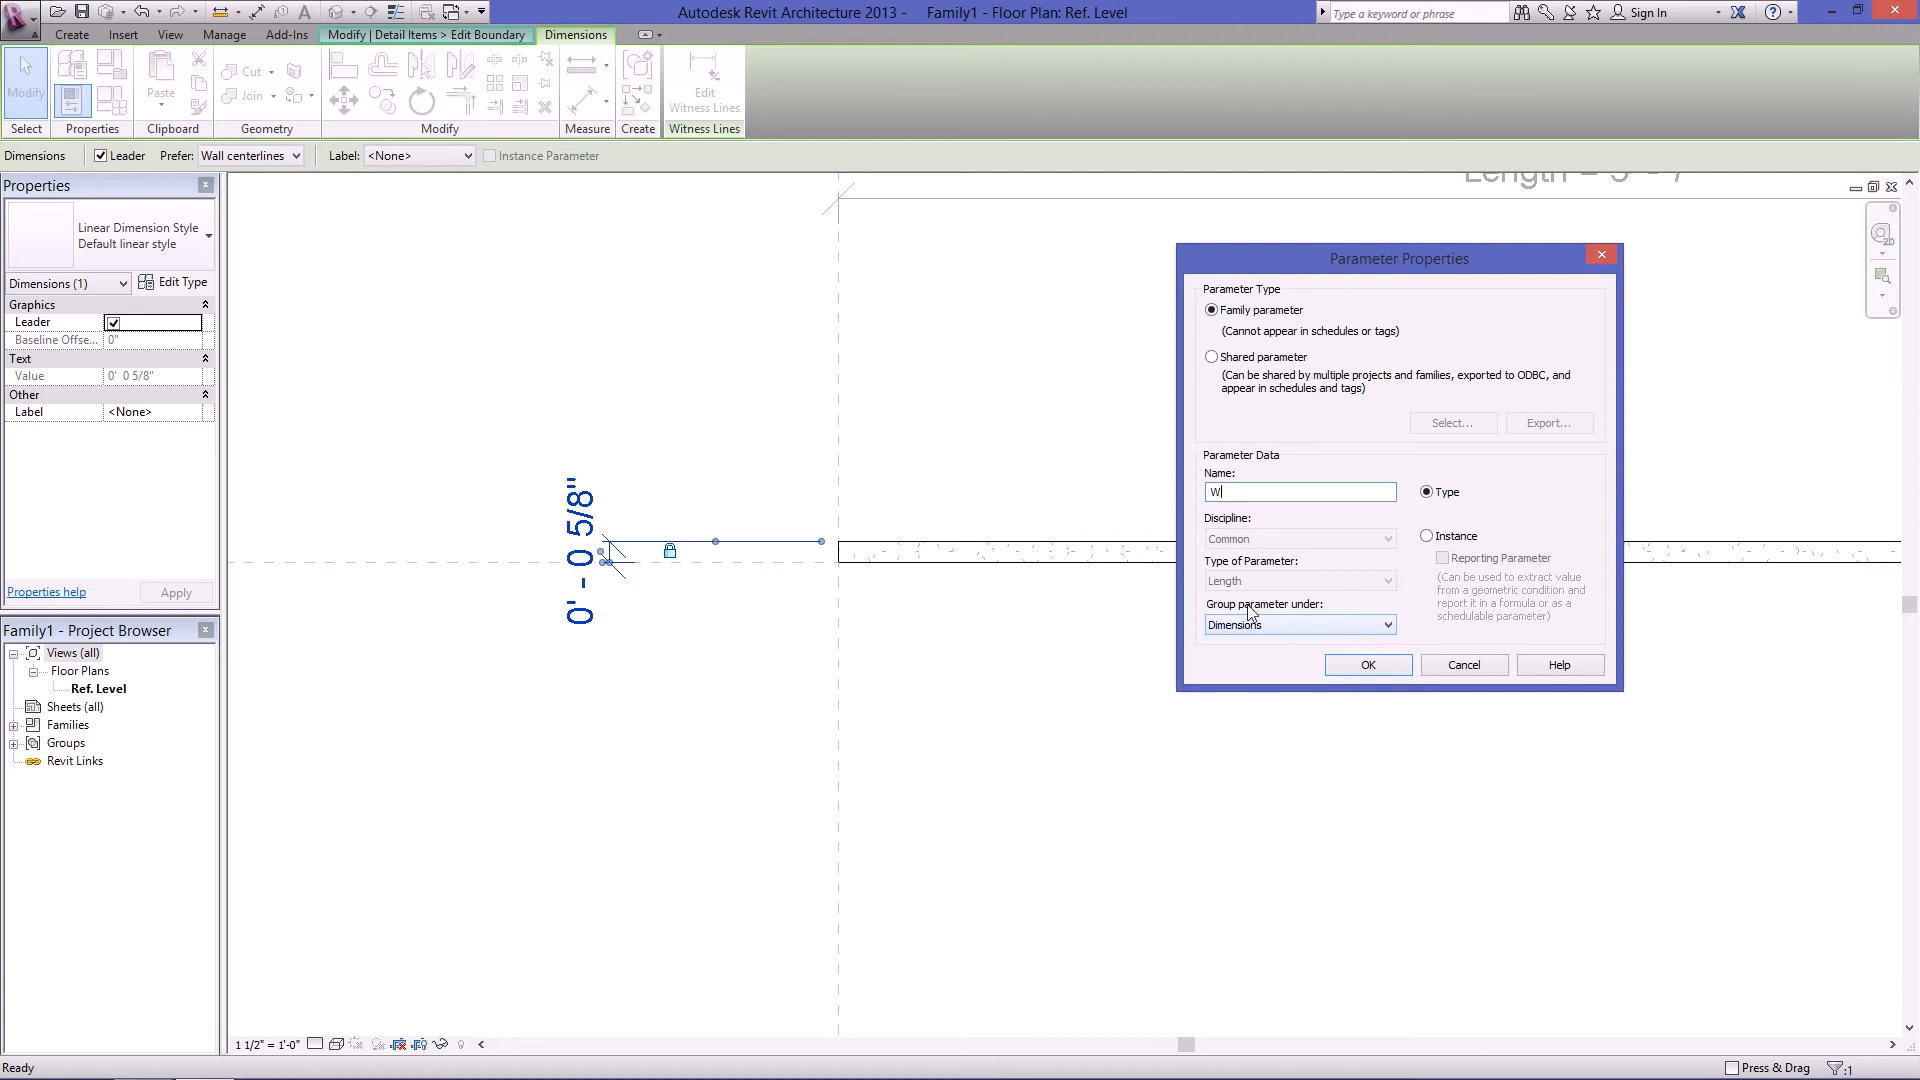 Autodesk Revit Architecture 2013 - Family1 - Floor Plan: Ref. Level
Type a keyword or phrase
Sign In
Create Insert View Manage Add-Ins Modify | Detail Items > Edit Boundary Dimensions
Modify
Paste
Cut
Join
Edit
Witness Lines
Select Properties Clipboard Geometry Modify Measure Create Witness Lines
Dimensions Leader Prefer: Wall centerlines Label: <None> Instance Parameter
Properties
Linear Dimension Style
Default linear style
Dimensions (1) Edit Type
Graphics
Leader
Baseline Offse... 0"
Text
Value 0' 0 5/8"
Other
Label <None>
Properties help Apply
Family1 - Project Browser
Views (all)
Floor Plans
Ref. Level
Sheets (all)
Families
Groups
Revit Links
0' - 0 5/8"
Parameter Properties
Parameter Type
Family parameter
(Cannot appear in schedules or tags)
Shared parameter
(Can be shared by multiple projects and families, exported to ODBC, and
appear in schedules and tags)
Select... Export...
Parameter Data
Name:
W
Type
Discipline:
Common
Instance
Type of Parameter:
Reporting Parameter
Length
(Can be used to extract value
from a geometric condition and
report it in a formula or as a
schedulable parameter)
Group parameter under:
Dimensions
OK Cancel Help
2D
1 1/2" = 1'-0"
Ready
Press & Drag
:1